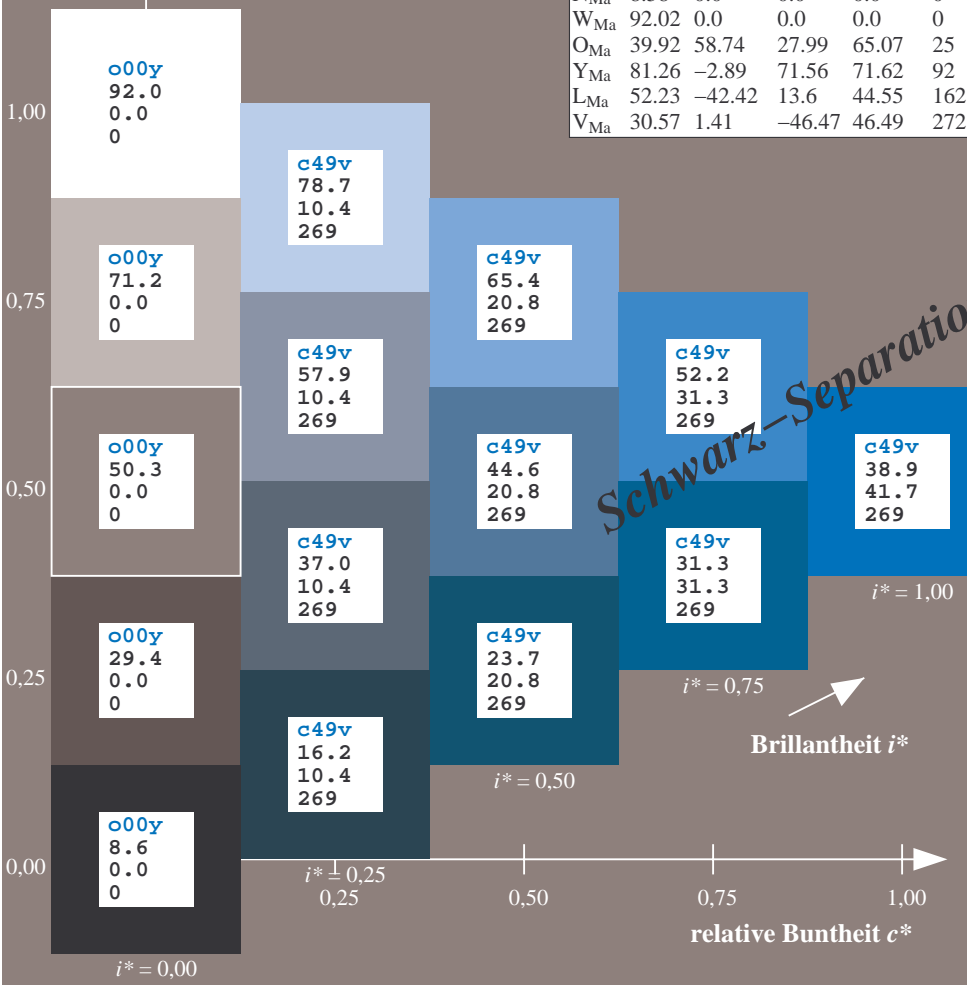 W_Ma 92.02 0.0 0.0 0.0 0
O_Ma 39.92 58.74 27.99 65.07 25
Y_Ma 81.26 −2.89 71.56 71.62 92
L_Ma 52.23 −42.42 13.6 44.55 162
V_Ma 30.57 1.41 −46.47 46.49 272
1,00
0,75
0,50
0,25
0,00
o00y
92.0
0.0
0
o00y
71.2
0.0
0
o00y
50.3
0.0
0
o00y
29.4
0.0
0
o00y
8.6
0.0
0
i* = 0,00
c49v
78.7
10.4
269
c49v
57.9
10.4
269
c49v
37.0
10.4
269
c49v
16.2
10.4
269
i* = 0,25
c49v
65.4
20.8
269
c49v
44.6
20.8
269
c49v
23.7
20.8
269
i* = 0,50
c49v
52.2
31.3
269
c49v
31.3
31.3
269
i* = 0,75
c49v
38.9
41.7
269
i* = 1,00
Schwarz–Separatio
Brillantheit i*
0,25 0,50 0,75 1,00
relative Buntheit c*